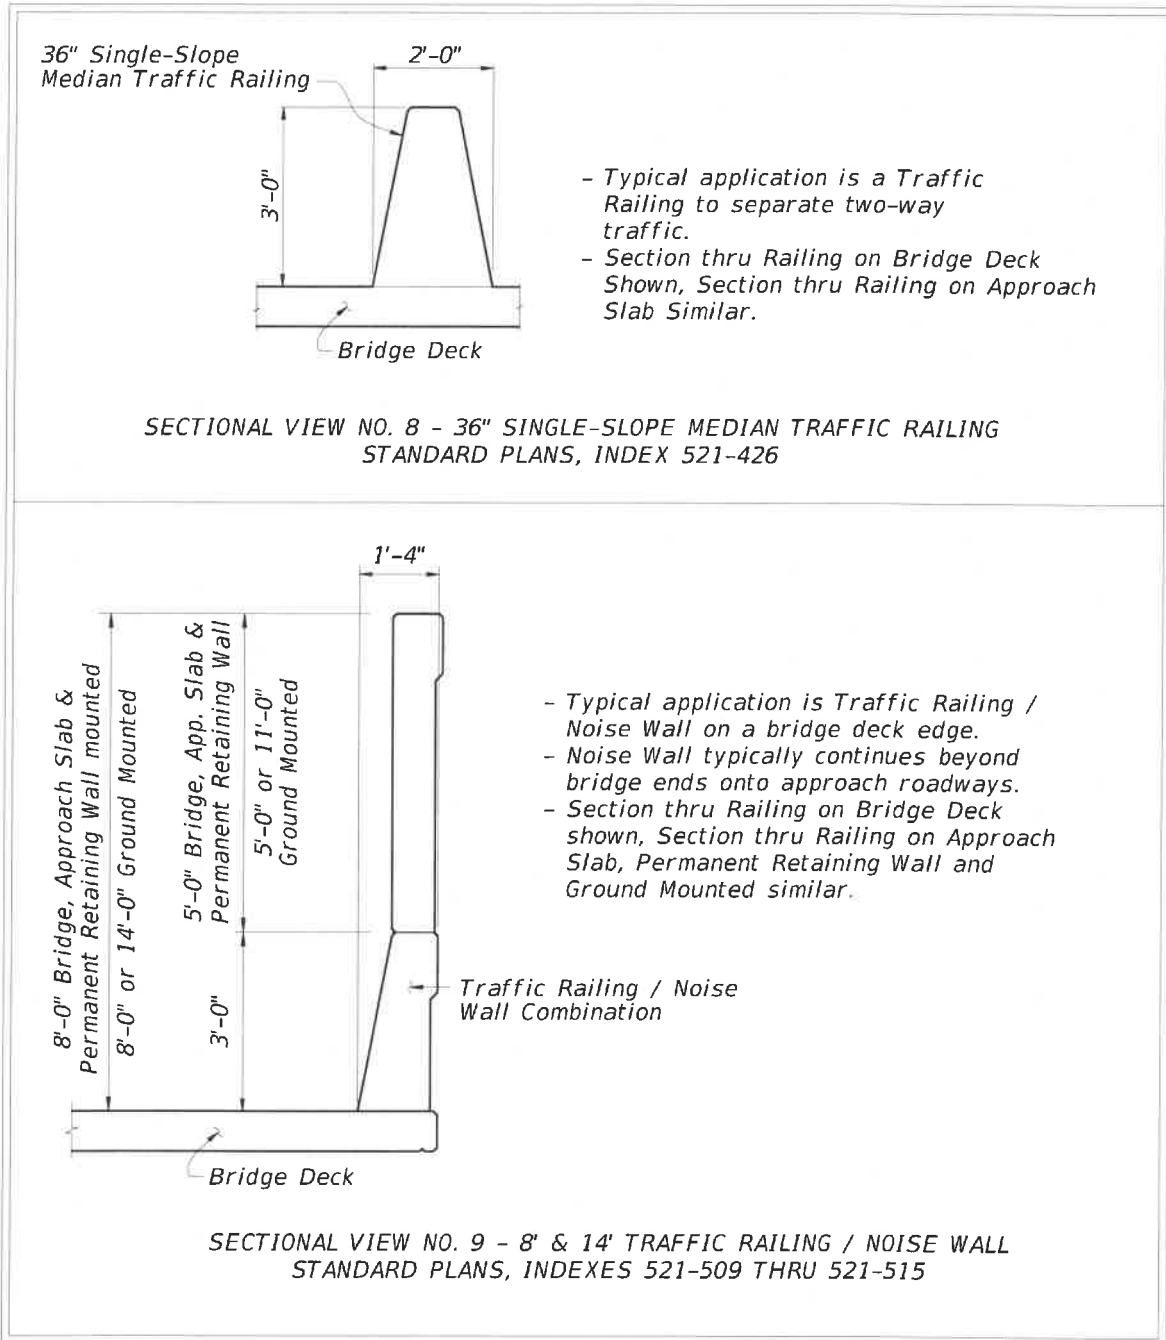 36" Single-Slope
Median Traffic Railing
2'-0"
3'-0"
- Typical application is a Traffic
Railing to separate two-way
traffic.
- Section thru Railing on Bridge Deck
Shown, Section thru Railing on Approach
Slab Similar.
Bridge Deck
SECTIONAL VIEW NO. 8 - 36" SINGLE-SLOPE MEDIAN TRAFFIC RAILING
STANDARD PLANS, INDEX 521-426
1'-4"
8'-0" Bridge, Approach Slab &
Permanent Retaining Wall mounted
8'-0" or 14'-0" Ground Mounted
5'-0" Bridge, App. Slab &
Permanent Retaining Wall
5'-0" or 11'-0"
Ground Mounted
3'-0"
- Typical application is Traffic Railing /
Noise Wall on a bridge deck edge.
- Noise Wall typically continues beyond
bridge ends onto approach roadways.
- Section thru Railing on Bridge Deck
shown, Section thru Railing on Approach
Slab, Permanent Retaining Wall and
Ground Mounted similar.
Traffic Railing / Noise
Wall Combination
Bridge Deck
SECTIONAL VIEW NO. 9 - 8' & 14' TRAFFIC RAILING / NOISE WALL
STANDARD PLANS, INDEXES 521-509 THRU 521-515